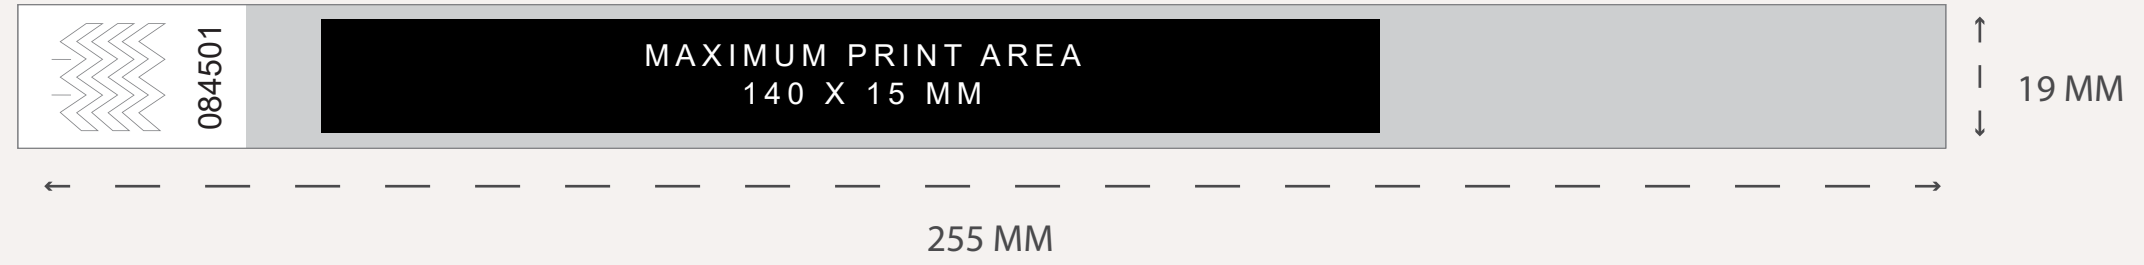 084501
MAXIMUM PRINT AREA
140 X 15 MM
19 MM
255 MM